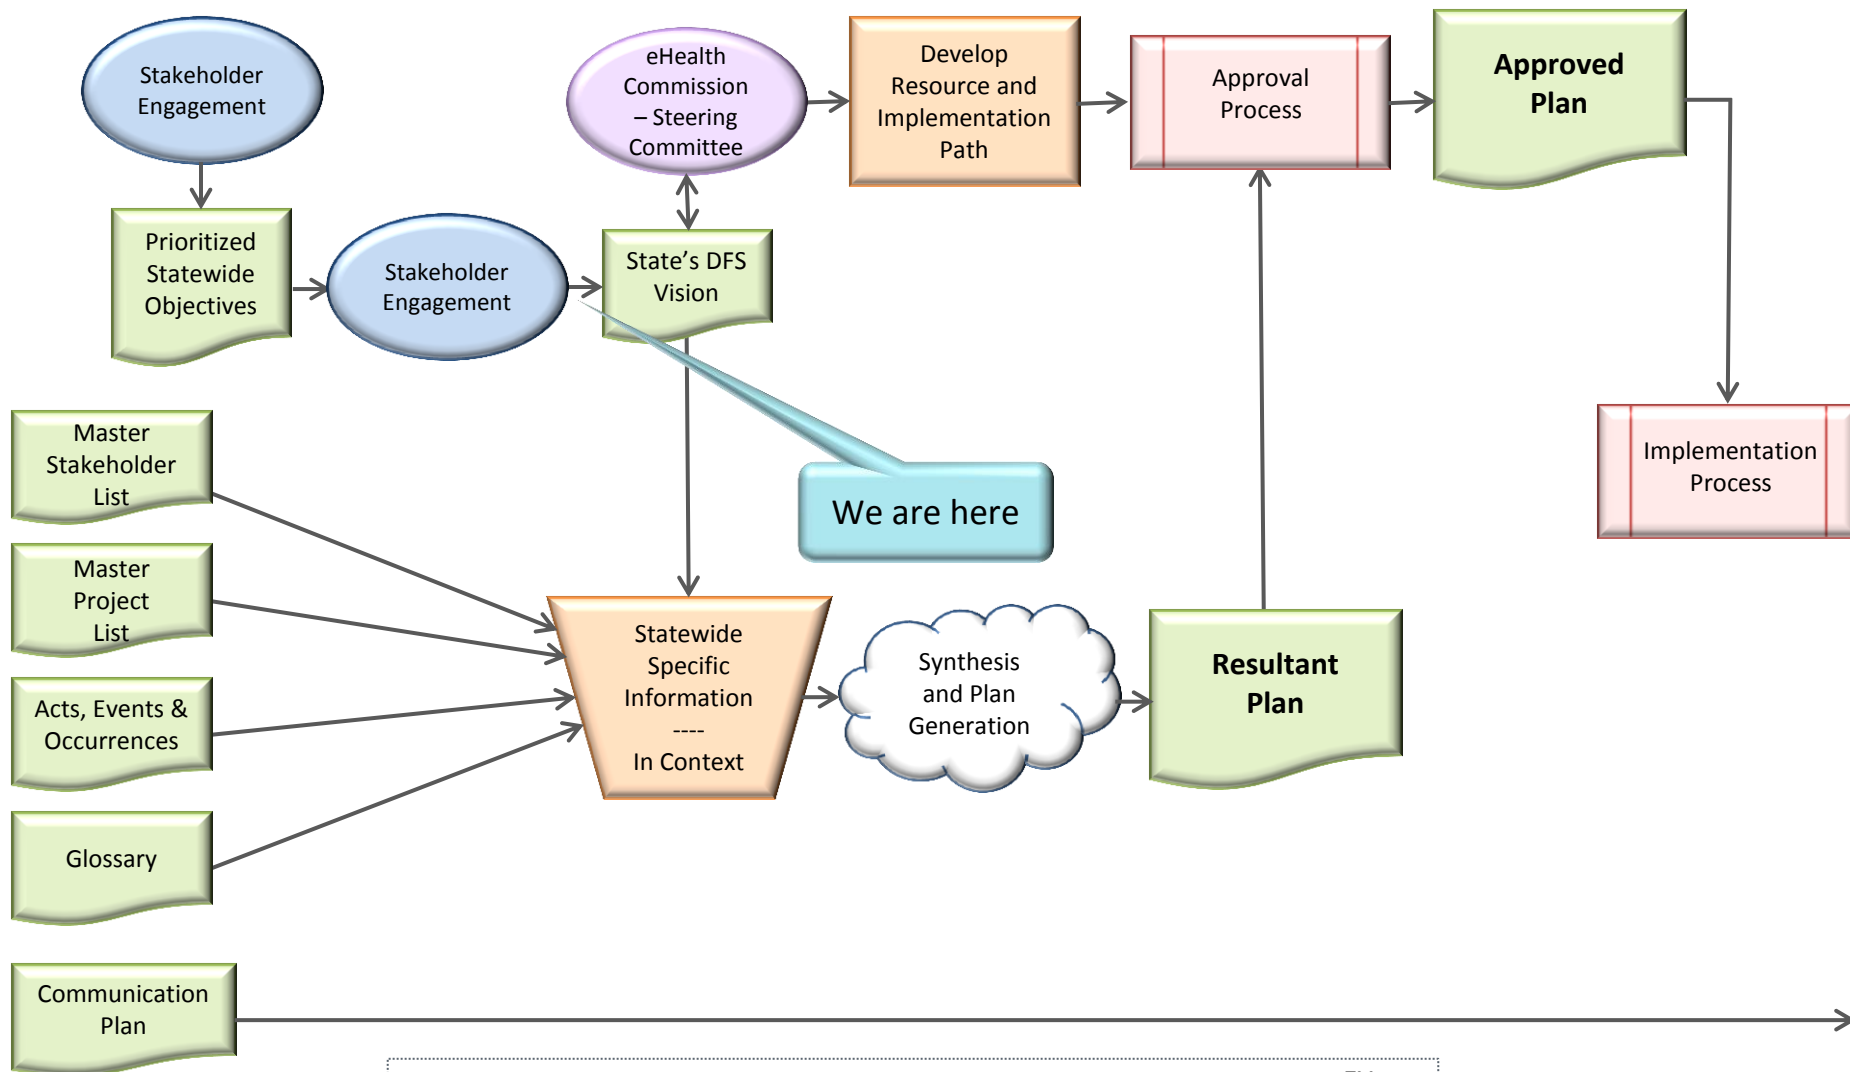 Stakeholder
Engagement
eHealth
Commission
– Steering
Committee
Develop
Resource and
Implementation
Path
Approval
Process
Approved
Plan
Prioritized
Statewide
Objectives
Stakeholder
Engagement
State’s DFS
Vision
Master
Stakeholder
List
We are here
Implementation
Process
Master
Project
List
Statewide
Specific
Information
----
In Context
Synthesis
and Plan
Generation
Resultant
Plan
Acts, Events &
Occurrences
Glossary
Communication
Plan